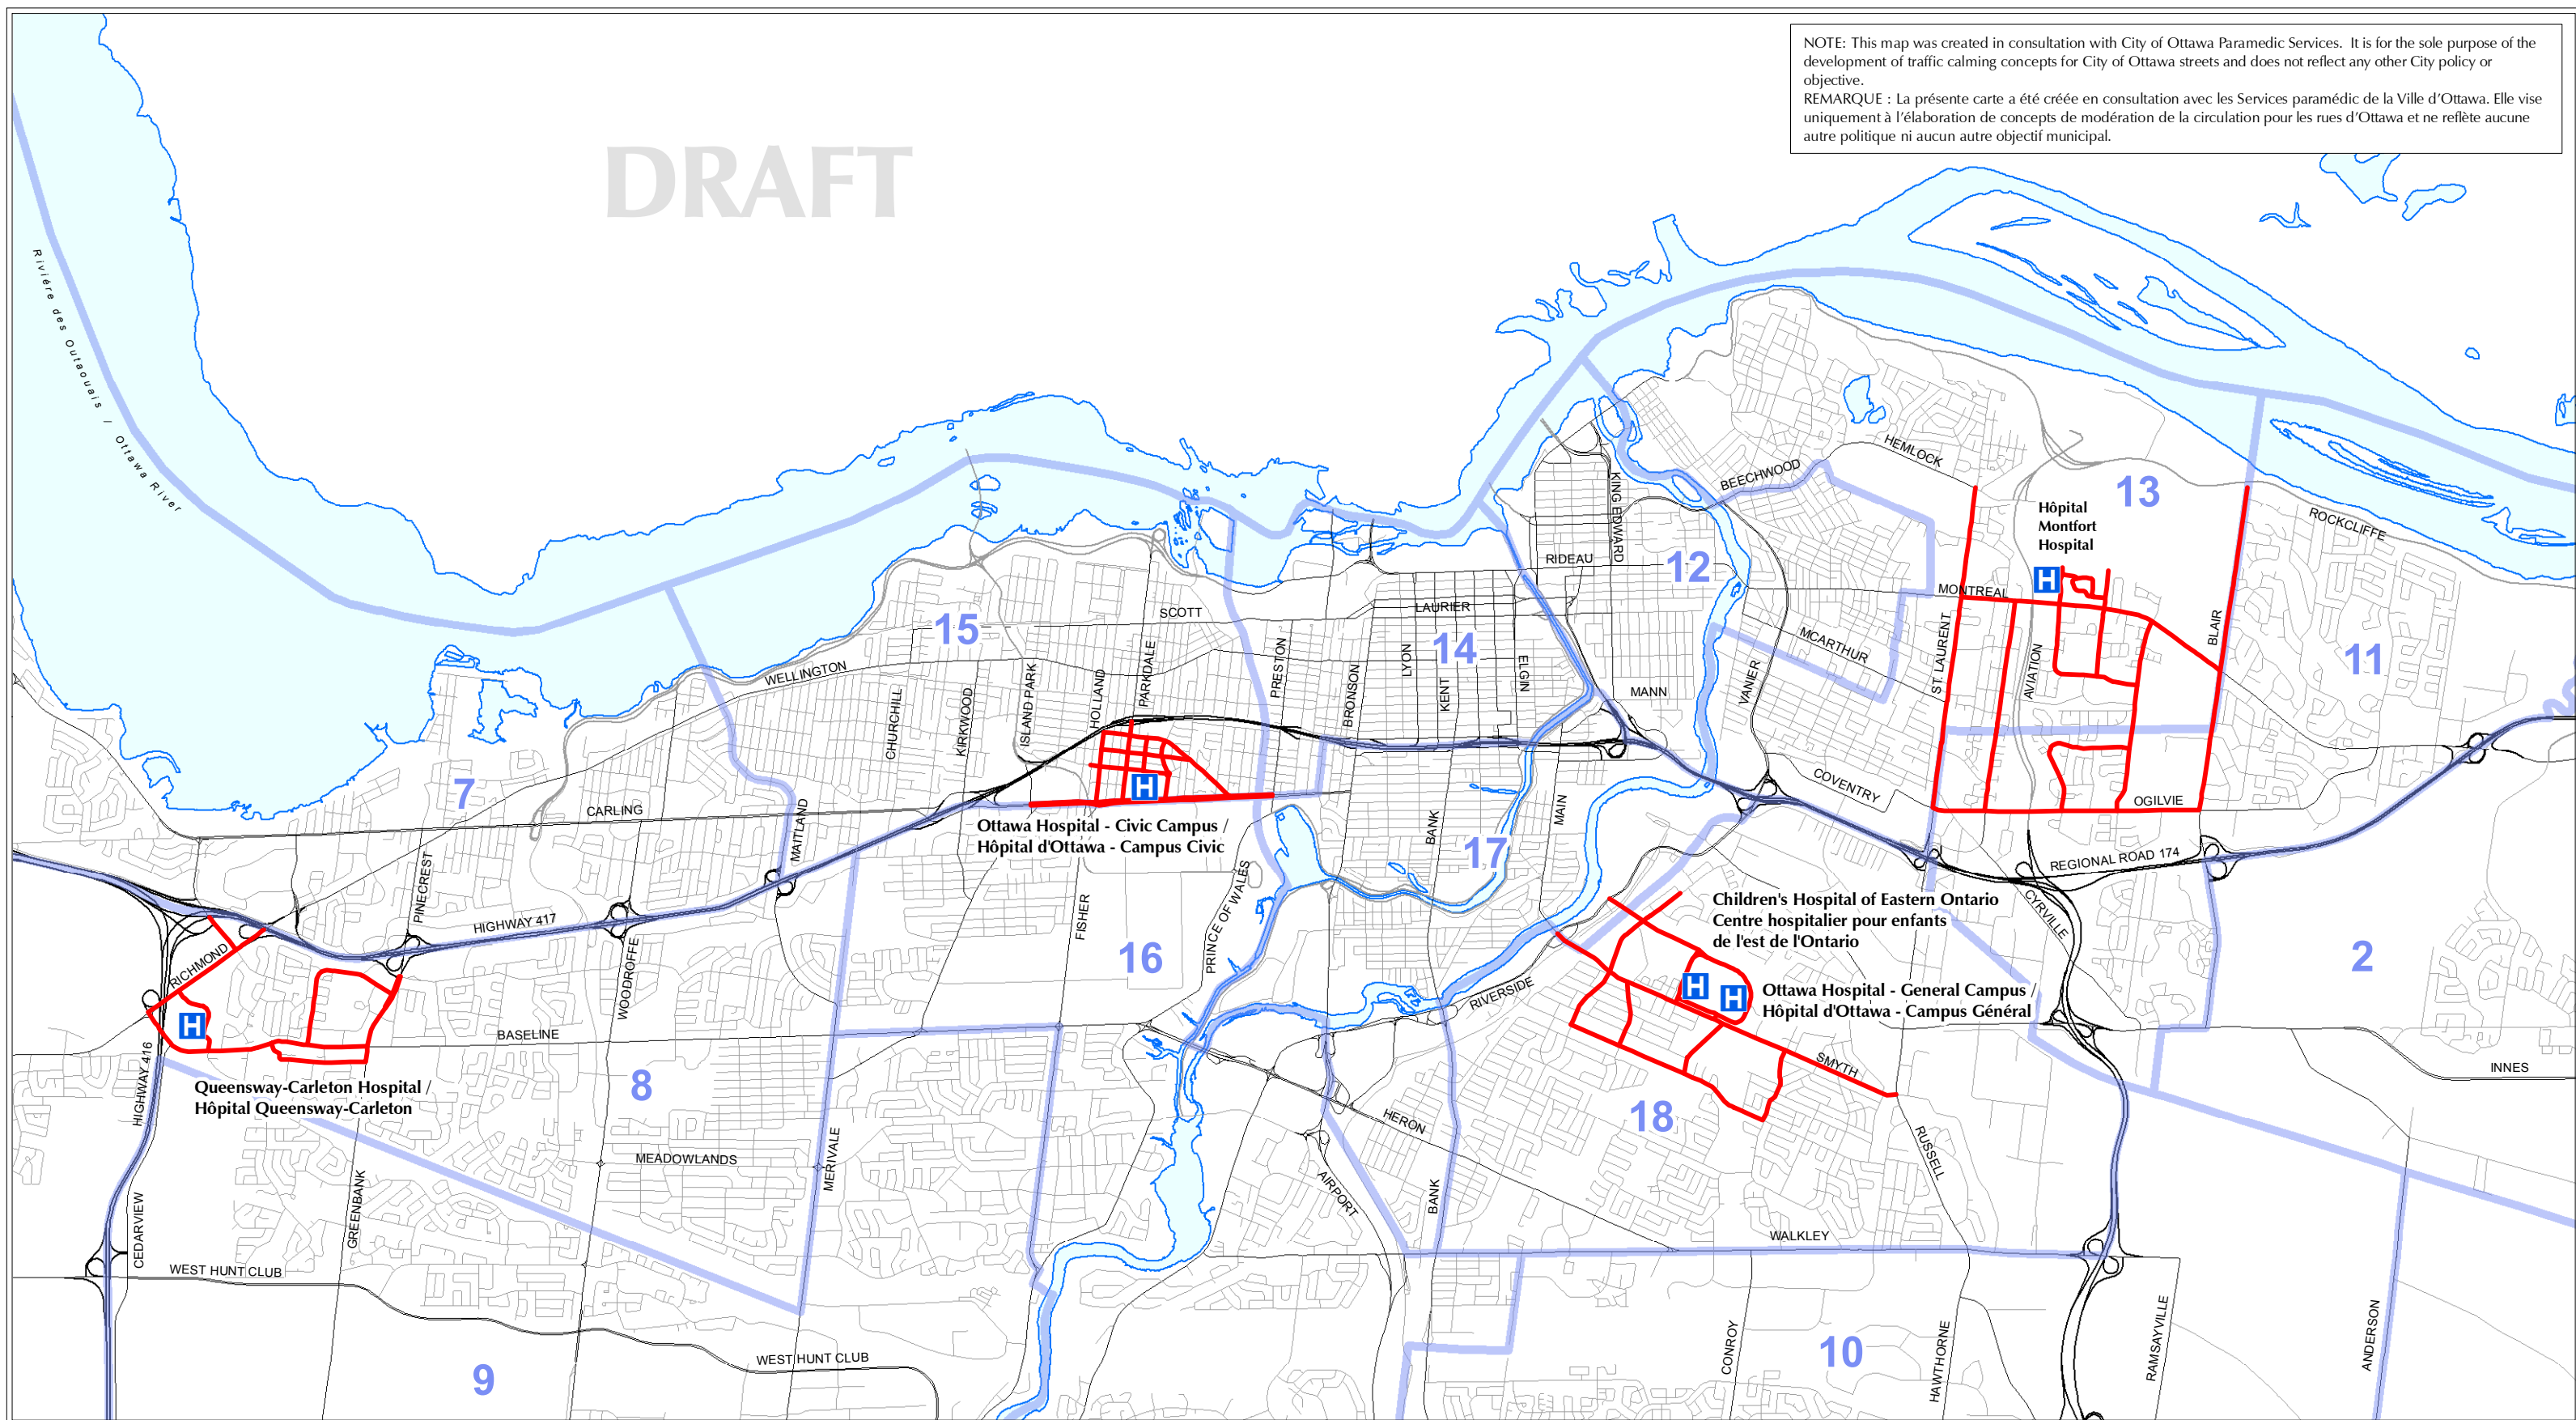 NOTE: This map was created in consultation with City of Ottawa Paramedic Services. It is for the sole purpose of the
development of traffic calming concepts for City of Ottawa streets and does not reflect any other City policy or
objective.
REMARQUE : La présente carte a été créée en consultation avec les Services paramédic de la Ville d'Ottawa. Elle vise
uniquement à l'élaboration de concepts de modération de la circulation pour les rues d'Ottawa et ne reflète aucune
autre politique ni aucun autre objectif municipal.
DRAFT
Rivière des Outaouais / Ottawa River
HEMLOCK
BEECHWOOD
KING EDWARD
13
Hôpital
Montfort
Hospital
H
ROCKCLIFFE
RIDEAU
12
MONTREAL
SCOTT
LAURIER
15
14
MCARTHUR
BLAIR
11
WELLINGTON
PARKDALE
PRESTON
LYON
ELGIN
ST. LAURENT
AVIATION
CHURCHILL
KIRKWOOD
ISLAND PARK
HOLLAND
BRONSON
KENT
MANN
VANIER
7
CARLING
MAITLAND
H
Ottawa Hospital - Civic Campus /
Hôpital d'Ottawa - Campus Civic
BANK
MAIN
17
COVENTRY
OGILVIE
REGIONAL ROAD 174
PINECREST
HIGHWAY 417
FISHER
PRINCE OF WALES
16
Children's Hospital of Eastern Ontario
Centre hospitalier pour enfants
de l'est de l'Ontario
CYRVILLE
2
RICHMOND
WOODROFFE
RIVERSIDE
H
H
Ottawa Hospital - General Campus /
Hôpital d'Ottawa - Campus Général
H
BASELINE
SMYTH
INNES
HIGHWAY 416
Queensway-Carleton Hospital /
Hôpital Queensway-Carleton
8
HERON
18
MEADOWLANDS
MERIVALE
RUSSELL
CEDARVIEW
GREENBANK
AIRPORT
BANK
WALKLEY
WEST HUNT CLUB
WEST HUNT CLUB
9
CONROY
10
HAWTHORNE
RAMSAYVILLE
ANDERSON